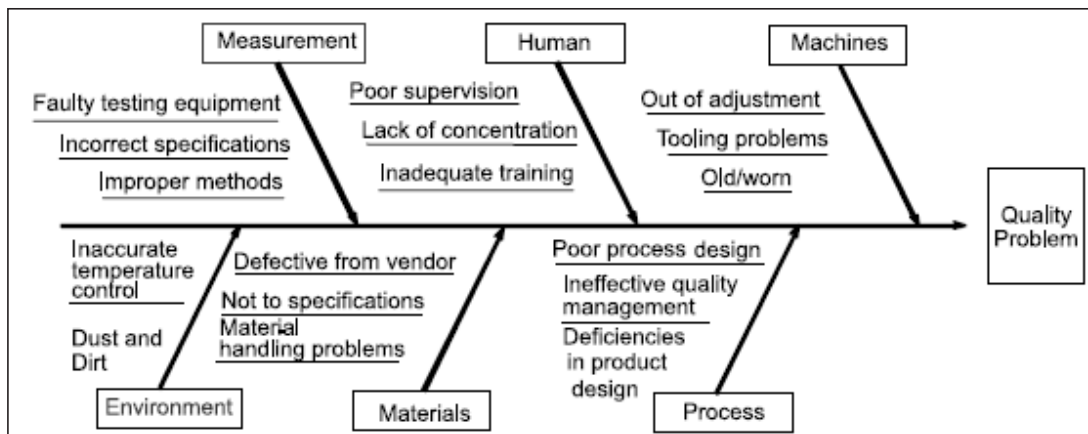 Measurement
Human
Machines
Faulty testing equipment
Incorrect specifications
Improper methods
Poor supervision
Lack of concentration
Inadequate training
Out of adjustment
Tooling problems
Old/worn
Quality
Problem
Inaccurate
temperature
control
Dust and
Dirt
Defective from vendor
Not to specifications
Material
handling problems
Poor process design
Ineffective quality
management
Deficiencies
in product
design
Environment
Materials
Process